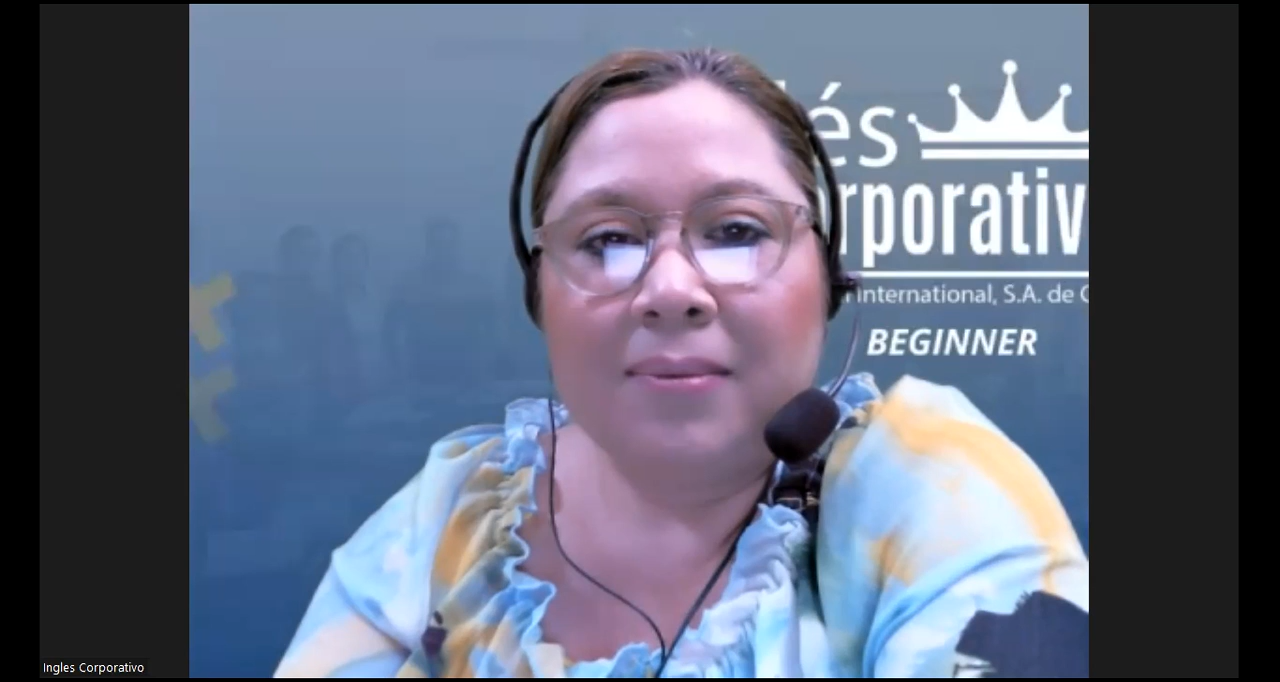 és
rporativ
International, S.A. de C
BEGINNER
Ingles Corporativo